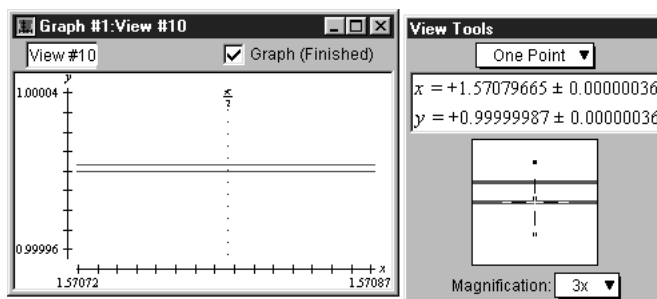 Graph #1:View #10
View #10
Graph (Finished)
y
1.00004
π/2
0.99996
x
1.57072
1.57087
View Tools
One Point
x = +1.57079665 ± 0.00000036
y = +0.99999987 ± 0.00000036
Magnification: 3x